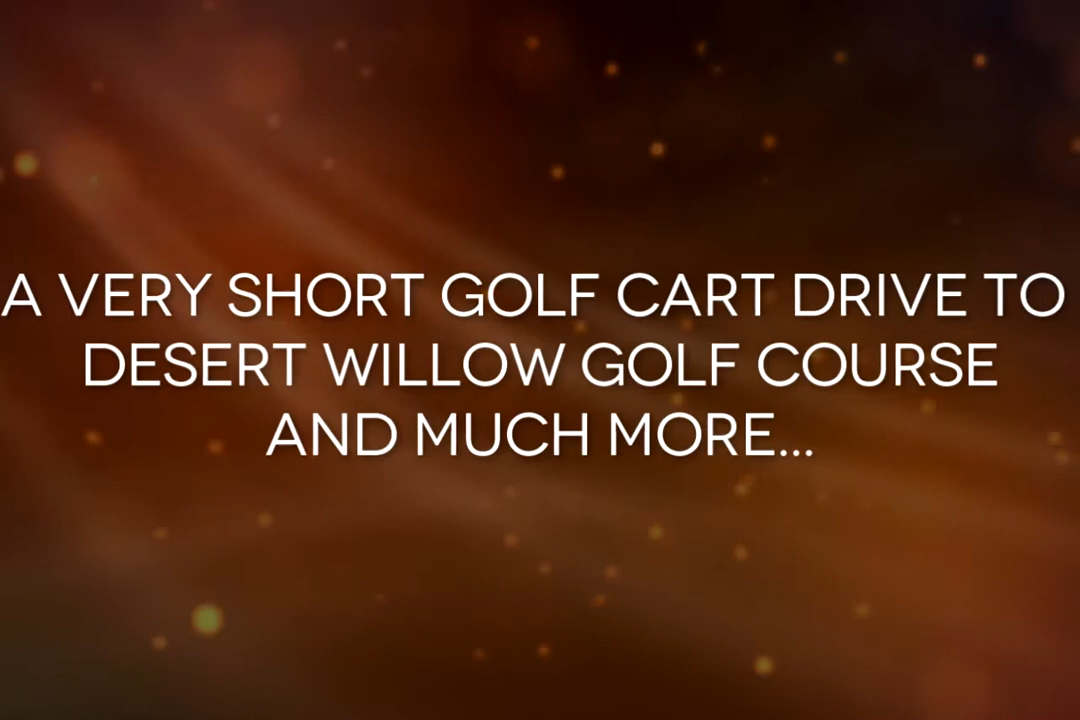 A VERY SHORT GOLF CART DRIVE TO
DESERT WILLOW GOLF COURSE
AND MUCH MORE...